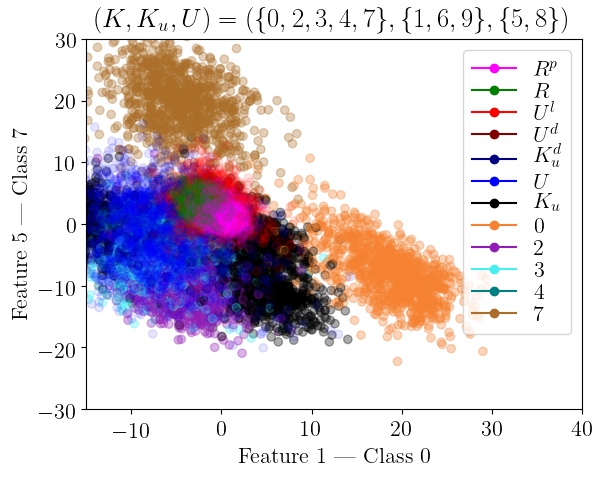 (K, K_u, U) = ({0, 2, 3, 4, 7}, {1, 6, 9}, {5, 8})
30
20
10
0
−10
−20
−30
Feature 5 — Class 7
R^p
R
U^l
U^d
K_u^d
U
K_u
0
2
3
4
7
−10
0
10
20
30
40
Feature 1 — Class 0